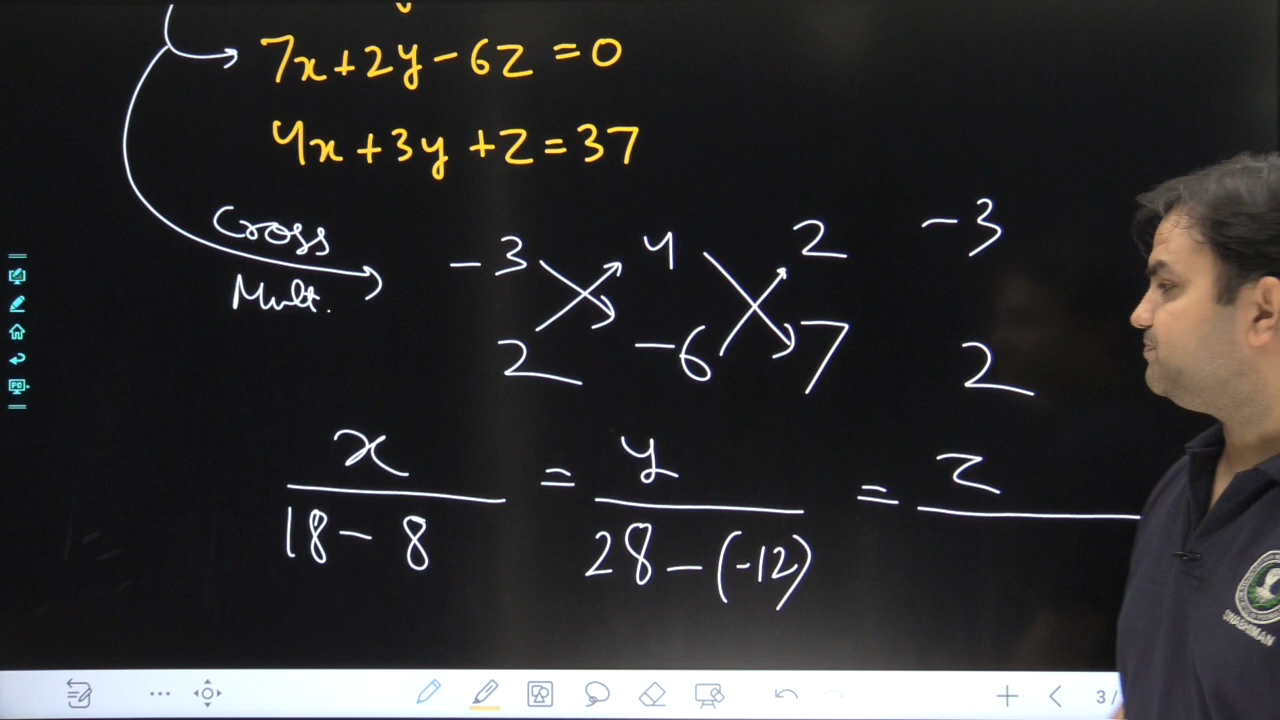 7x+2y-6z=0
4x+3y+z=37
Cross
Mult.
-3 4 2 -3
2 -6 7 2
x/(18-8) = y/(28-(-12)) = z/
3/
SWABHIMAN